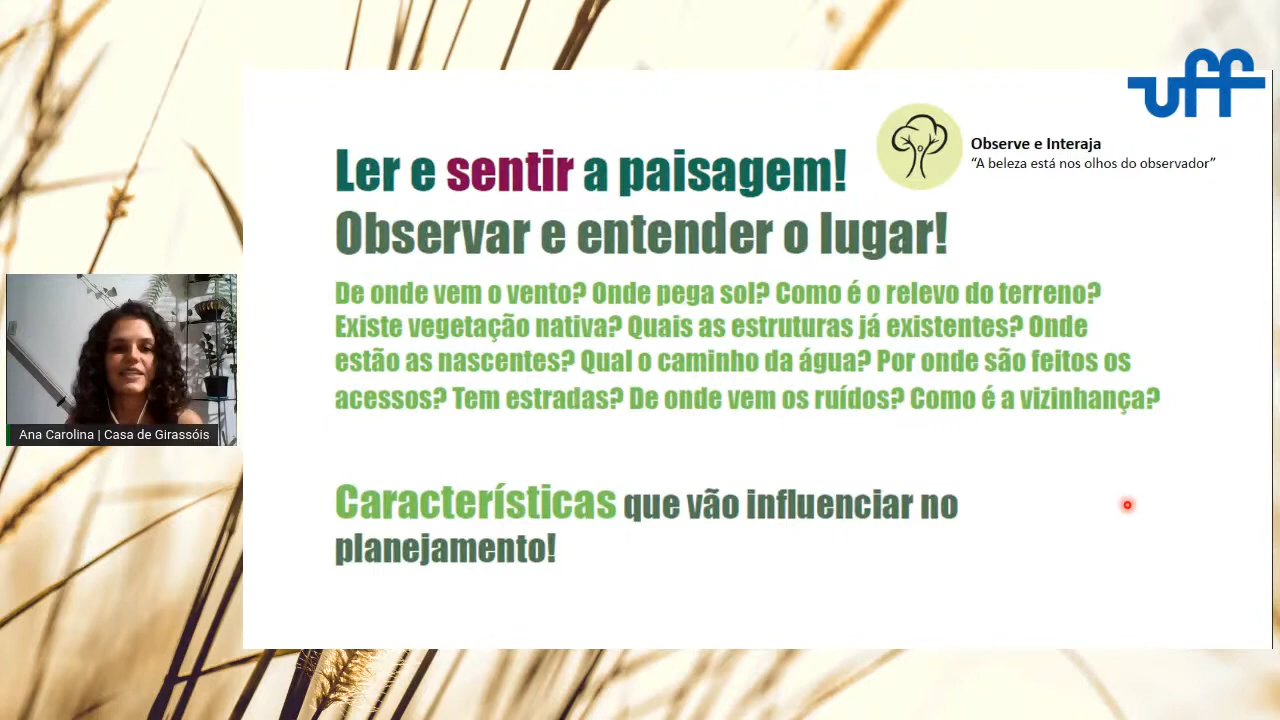 uff
Observe e Interaja
“A beleza está nos olhos do observador”
Ler e sentir a paisagem!
Observar e entender o lugar!
De onde vem o vento? Onde pega sol? Como é o relevo do terreno?
Existe vegetação nativa? Quais as estruturas já existentes? Onde
estão as nascentes? Qual o caminho da água? Por onde são feitos os
acessos? Tem estradas? De onde vem os ruídos? Como é a vizinhança?
Ana Carolina | Casa de Girassóis
Características que vão influenciar no
planejamento!